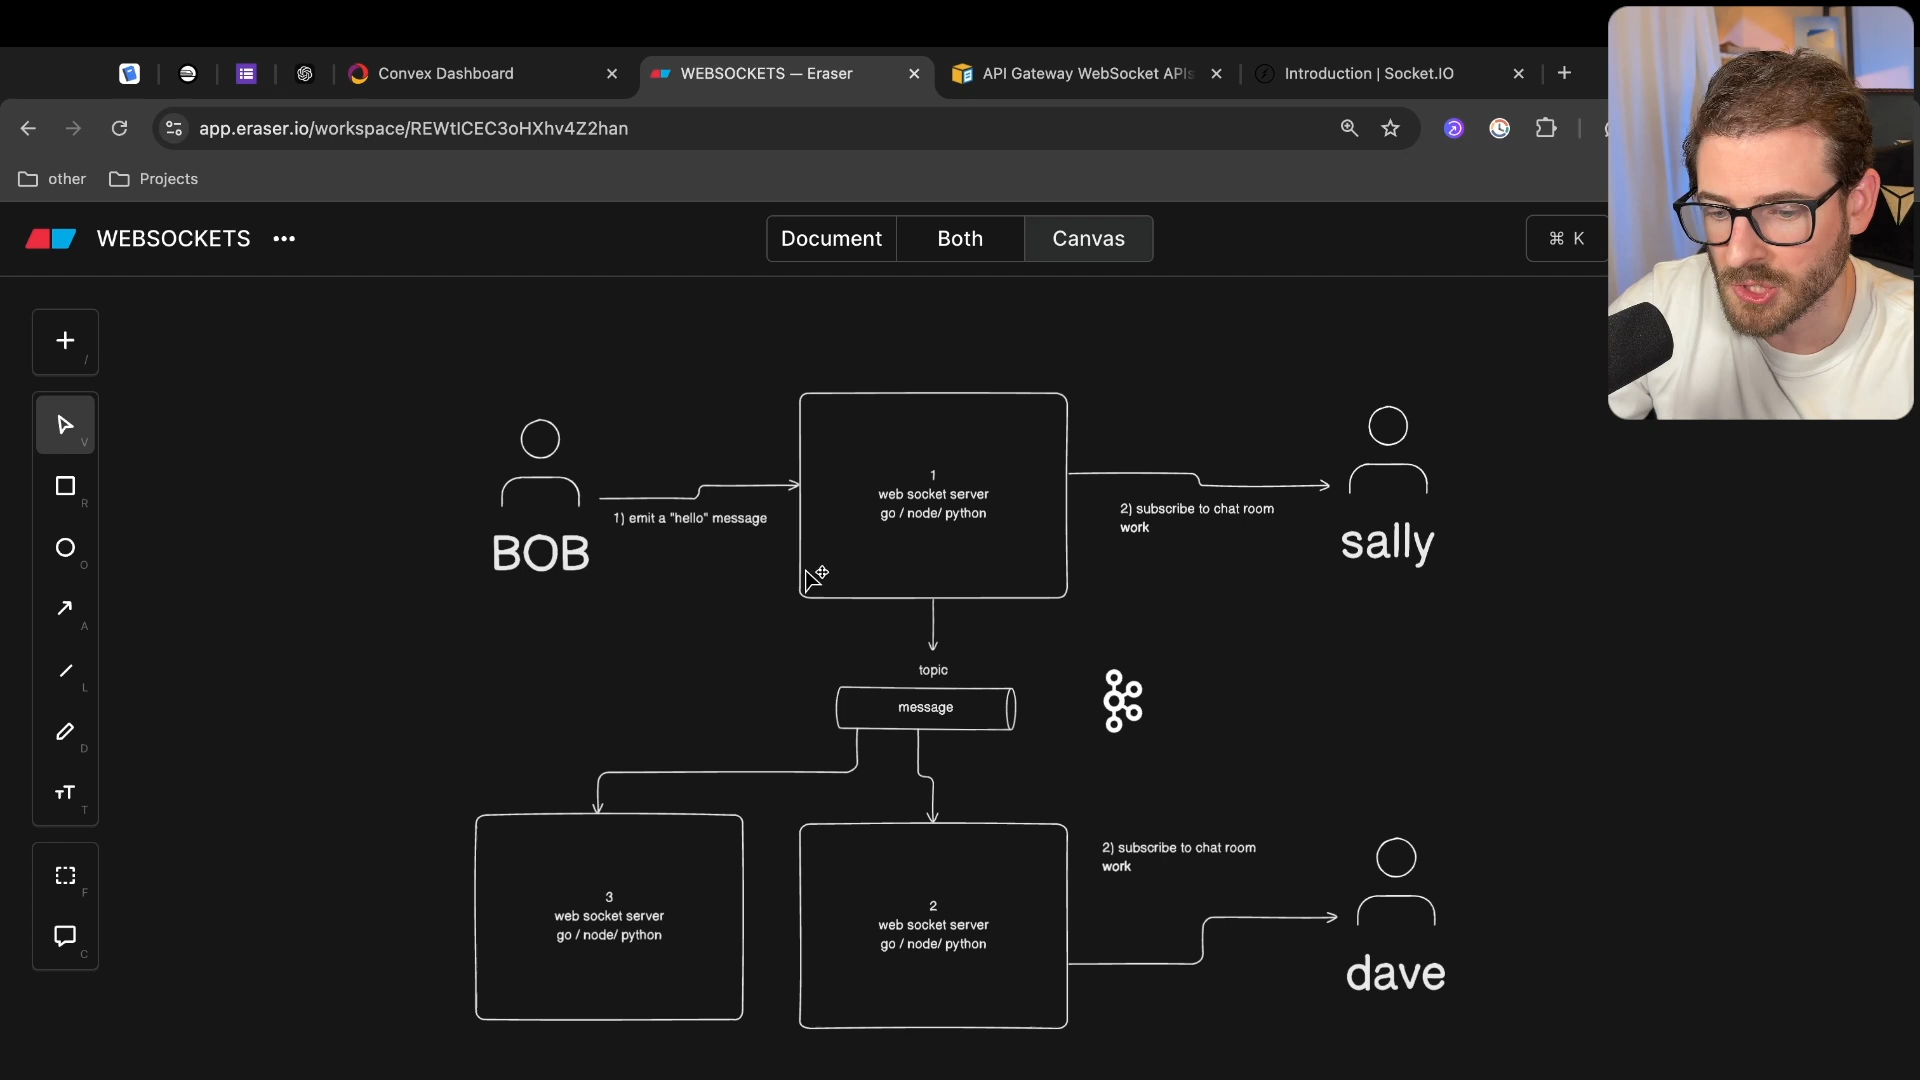 Convex Dashboard
WEBSOCKETS — Eraser
API Gateway WebSocket APIs
Introduction | Socket.IO
app.eraser.io/workspace/REWtICEC3oHXhv4Z2han
other
Projects
WEBSOCKETS
Document
Both
Canvas
⌘ K
/
V
R
O
A
L
D
T
F
C
BOB
1) emit a "hello" message
1
web socket server
go / node/ python
2) subscribe to chat room
work
sally
topic
message
3
web socket server
go / node/ python
2
web socket server
go / node/ python
2) subscribe to chat room
work
dave